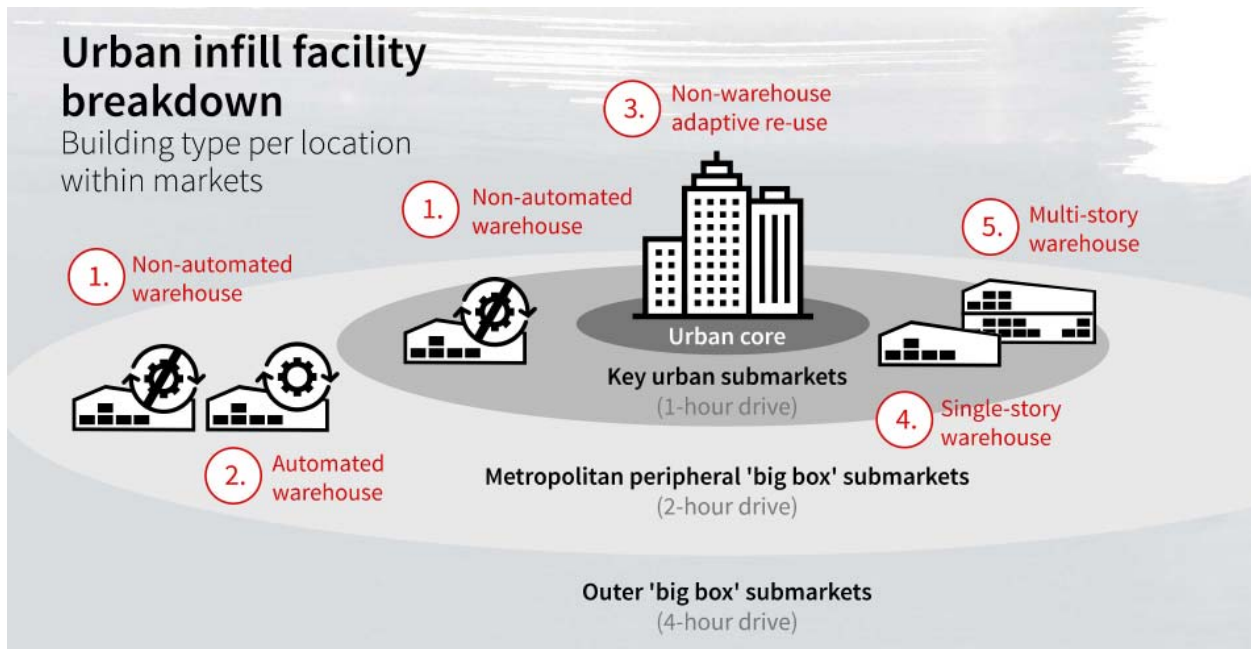 Urban infill facility
breakdown
Building type per location
within markets
3.
Non-warehouse
adaptive re-use
1.
Non-automated
warehouse
5.
Multi-story
warehouse
1.
Non-automated
warehouse
Urban core
Key urban submarkets
(1-hour drive)
4.
Single-story
warehouse
2.
Automated
warehouse
Metropolitan peripheral 'big box' submarkets
(2-hour drive)
Outer 'big box' submarkets
(4-hour drive)